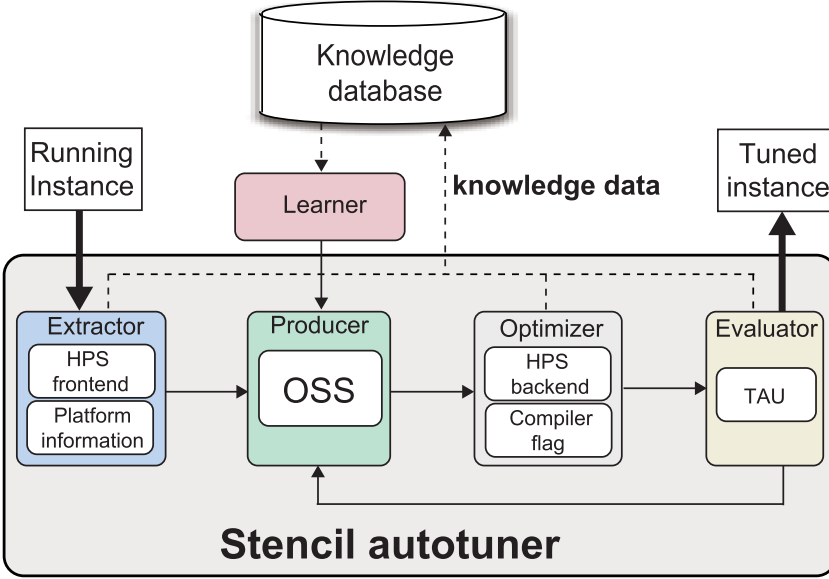 Knowledge
database
Running
Instance
Tuned
instance
Learner
knowledge data
Extractor
HPS
frontend
Platform
information
Producer
OSS
Optimizer
HPS
backend
Compiler
flag
Evaluator
TAU
Stencil autotuner